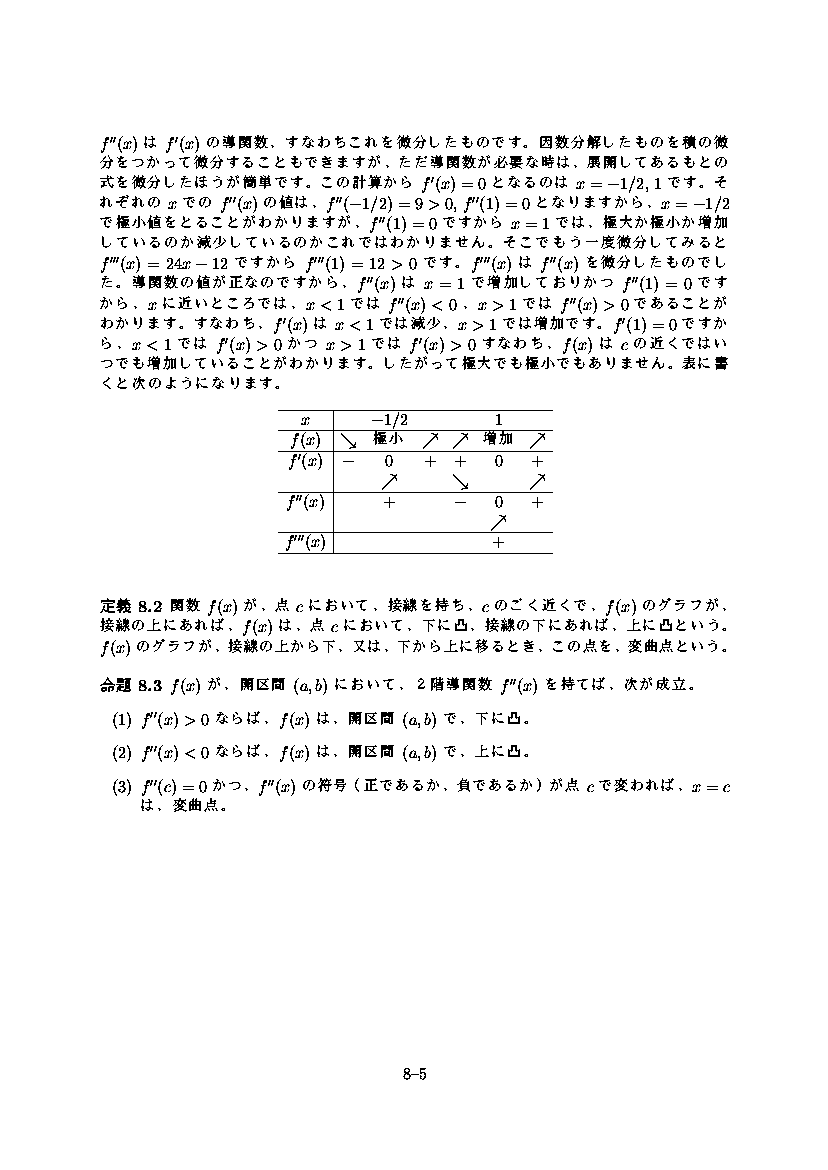 f″(x) は f′(x) の導関数、すなわちこれを微分したものです。因数分解したものを積の微
分をつかって微分することもできますが、ただ導関数が必要な時は、展開してあるもとの
式を微分したほうが簡単です。この計算から f′(x) = 0 となるのは x = −1/2, 1 です。そ
れぞれの x での f″(x) の値は、f″(−1/2) = 9 > 0, f″(1) = 0 となりますから、x = −1/2
で極小値をとることがわかりますが、f″(1) = 0 ですから x = 1 では、極大か極小か増加
しているのか減少しているのかこれではわかりません。そこでもう一度微分してみると
f‴(x) = 24x − 12 ですから f‴(1) = 12 > 0 です。f‴(x) は f″(x) を微分したものでし
た。導関数の値が正なのですから、f″(x) は x = 1 で増加しておりかつ f″(1) = 0 です
から、x に近いところでは、x < 1 では f″(x) < 0 、x > 1 では f″(x) > 0 であることが
わかります。すなわち、f′(x) は x < 1 では減少、x > 1 では増加です。f′(1) = 0 ですか
ら、x < 1 では f′(x) > 0 かつ x > 1 では f′(x) > 0 すなわち、f(x) は c の近くではい
つでも増加していることがわかります。したがって極大でも極小でもありません。表に書
くと次のようになります。
x −1/2 1
f(x) ↘ 極小 ↗ ↗ 増加 ↗
f′(x) − 0 + + 0 +
↗ ↘ ↗
f″(x) + − 0 +
↗
f‴(x) +
定義 8.2 関数 f(x) が、点 c において、接線を持ち、c のごく近くで、f(x) のグラフが、
接線の上にあれば、f(x) は、点 c において、下に凸、接線の下にあれば、上に凸という。
f(x) のグラフが、接線の上から下、又は、下から上に移るとき、この点を、変曲点という。
命題 8.3 f(x) が、開区間 (a, b) において、２階導関数 f″(x) を持てば、次が成立。
(1) f″(x) > 0 ならば、f(x) は、開区間 (a, b) で、下に凸。
(2) f″(x) < 0 ならば、f(x) は、開区間 (a, b) で、上に凸。
(3) f″(c) = 0 かつ、f″(x) の符号（正であるか、負であるか）が点 c で変われば、x = c
は、変曲点。
8–5